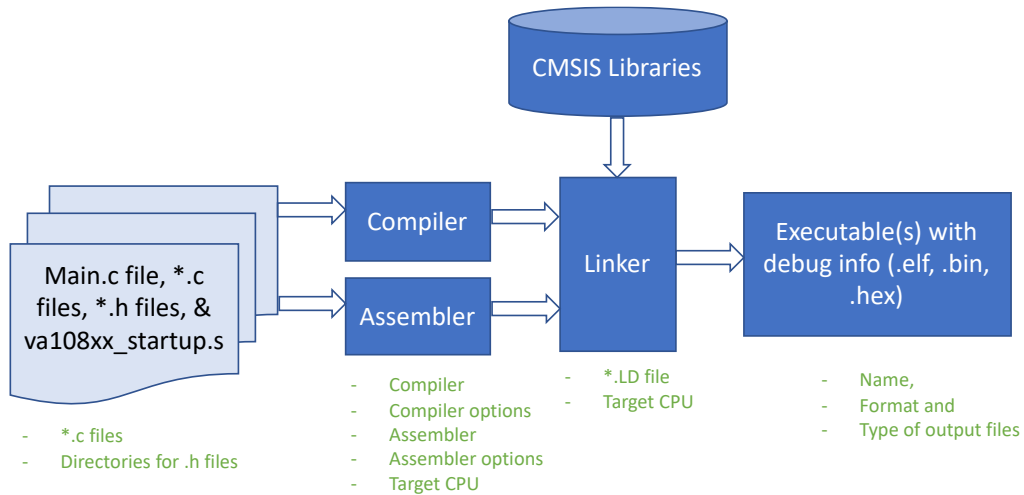 CMSIS Libraries
Main.c file, *.c
files, *.h files, &
va108xx_startup.s
Compiler
Assembler
Linker
Executable(s) with
debug info (.elf, .bin,
.hex)
- *.c files
- Directories for .h files
- Compiler
- Compiler options
- Assembler
- Assembler options
- Target CPU
- *.LD file
- Target CPU
- Name,
- Format and
- Type of output files